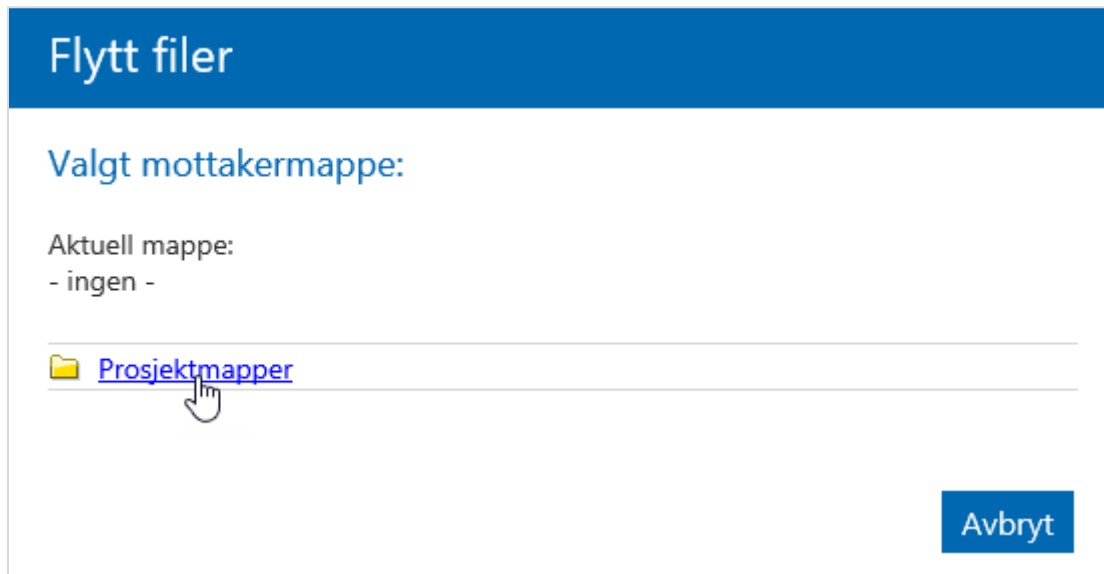 Flytt filer
Valgt mottakermappe:
Aktuell mappe:
- ingen -
Prosjektmapper
Avbryt